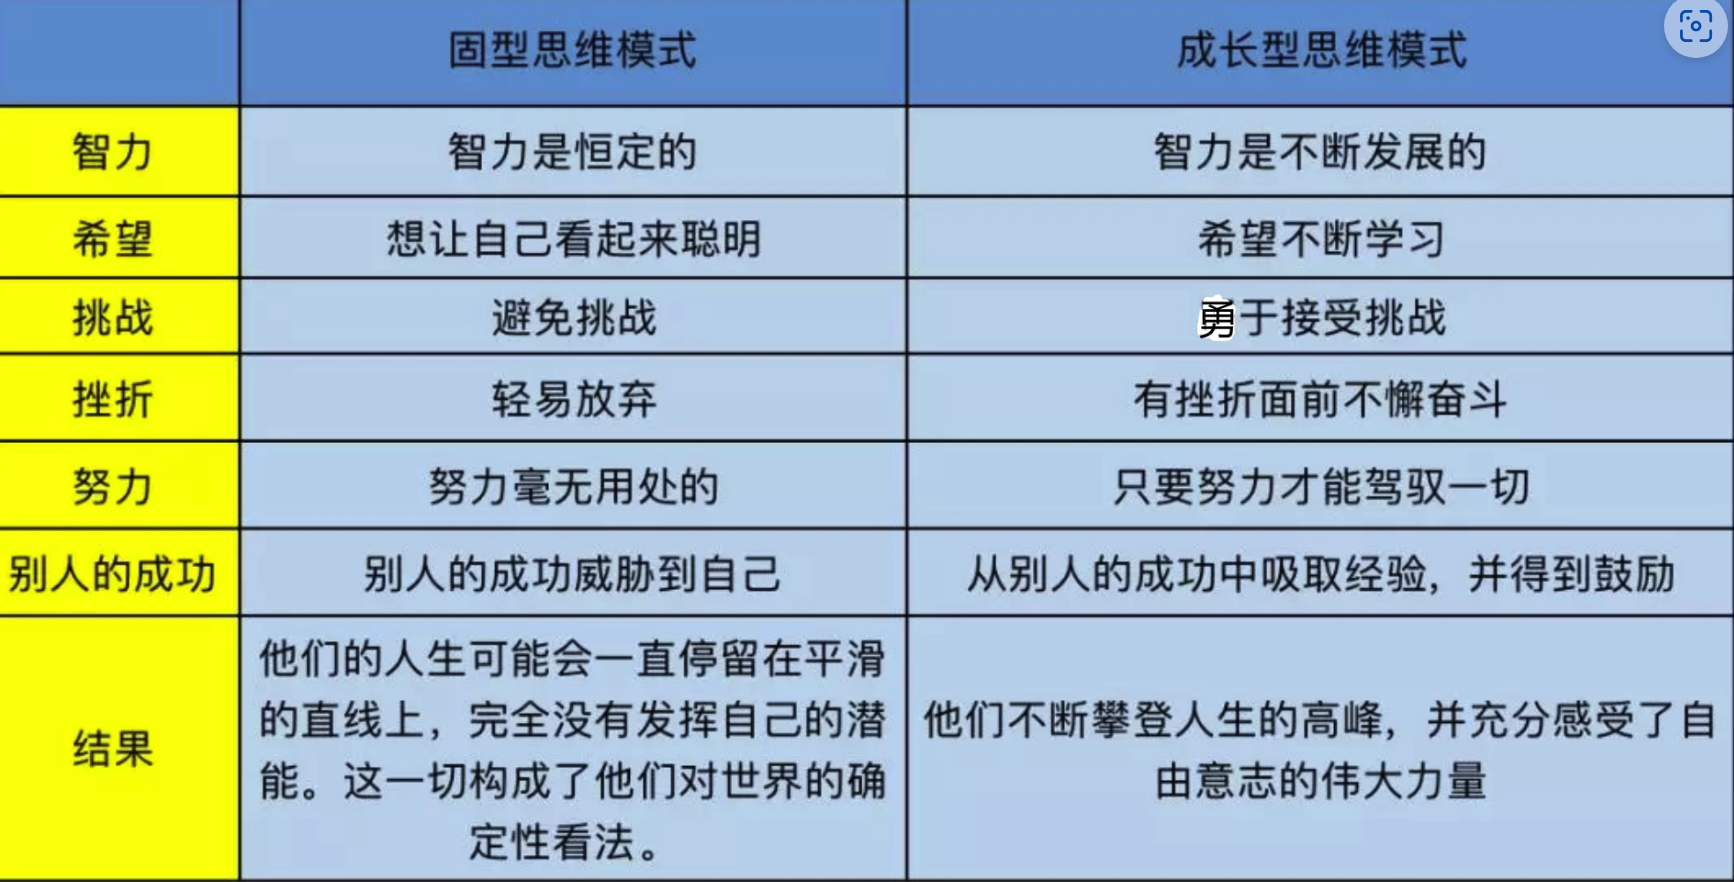 固型思维模式 成长型思维模式
智力 智力是恒定的 智力是不断发展的
希望 想让自己看起来聪明 希望不断学习
挑战 避免挑战 勇于接受挑战
挫折 轻易放弃 有挫折面前不懈奋斗
努力 努力毫无用处的 只要努力才能驾驭一切
别人的成功 别人的成功威胁到自己 从别人的成功中吸取经验，并得到鼓励
结果
他们的人生可能会一直停留在平滑
的直线上，完全没有发挥自己的潜
能。这一切构成了他们对世界的确
定性看法。
他们不断攀登人生的高峰，并充分感受了自
由意志的伟大力量